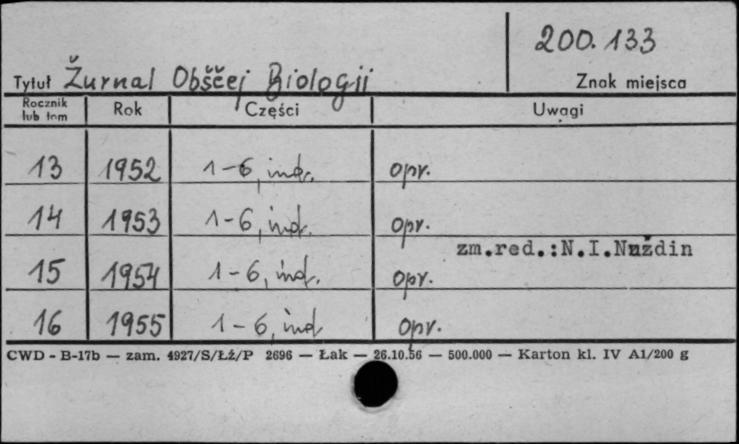 200.133
Tytuł Žurnal Obščej Biologii Znak miejsca
Rocznik lub tom Rok Części Uwagi
13 1952 1-6, ind. opr.
14 1953 1-6, ind. opr.
zm.red.:N.I.Nuždin
15 1954 1-6, ind. opr.
16 1955 1-6, ind opr.
CWD - B-17b — zam. 4927/S/Łź/P 2696 — Łak — 26.10.56 — 500.000 — Karton kl. IV A1/200 g